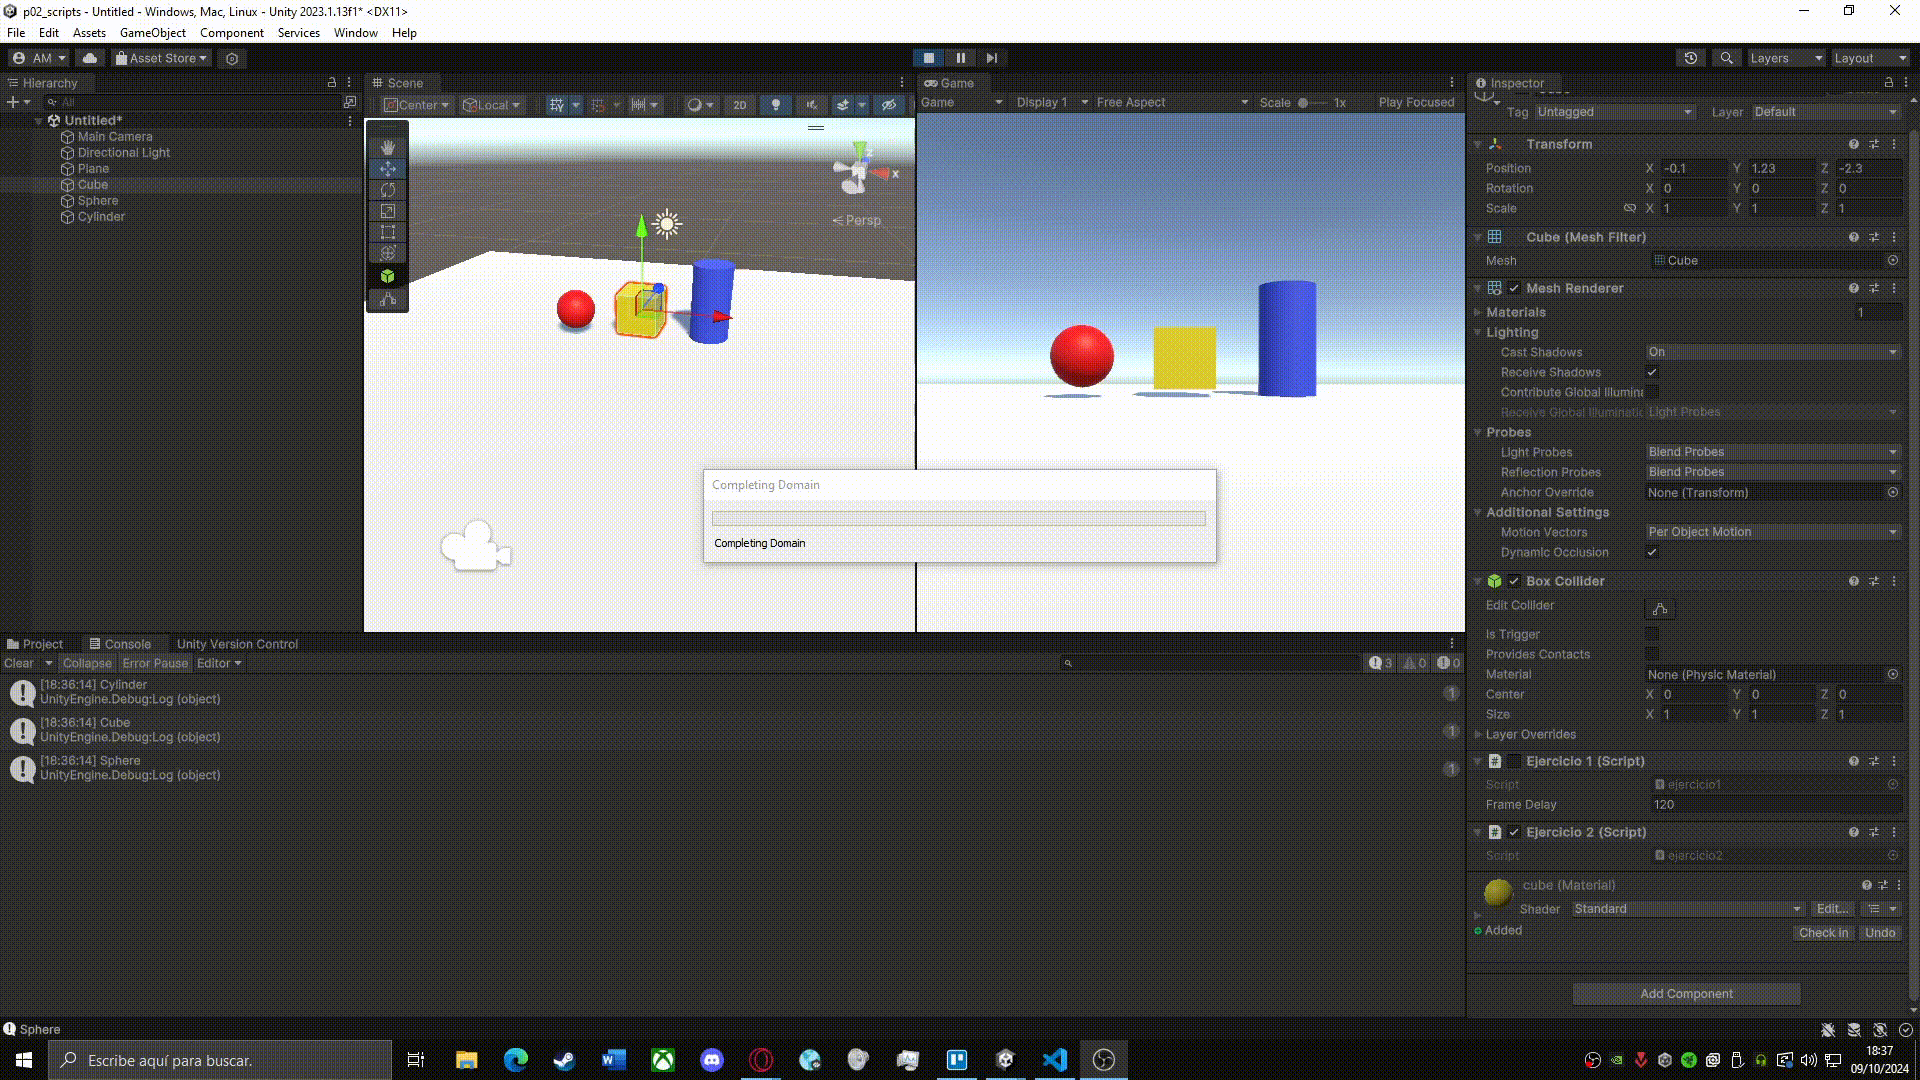 p02_scripts - Untitled - Windows, Mac, Linux - Unity 2023.1.13f1* <DX11>
File Edit Assets GameObject Component Services Window Help
AM Asset Store Layers Layout
Hierarchy
All
Untitled*
Main Camera
Directional Light
Plane
Cube
Sphere
Cylinder
Scene
Center Local 2D
x
z
Persp
Game
Game Display 1 Free Aspect Scale 1x Play Focused
Completing Domain
Completing Domain
Inspector
Tag Untagged Layer Default
Transform
Position X -0.1 Y 1.23 Z -2.3
Rotation X 0 Y 0 Z 0
Scale X 1 Y 1 Z 1
Cube (Mesh Filter)
Mesh Cube
Mesh Renderer
Materials 1
Lighting
Cast Shadows On
Receive Shadows
Contribute Global Illumin
Receive Global Illuminatic Light Probes
Probes
Light Probes Blend Probes
Reflection Probes Blend Probes
Anchor Override None (Transform)
Additional Settings
Motion Vectors Per Object Motion
Dynamic Occlusion
Box Collider
Edit Collider
Is Trigger
Provides Contacts
Material None (Physic Material)
Center X 0 Y 0 Z 0
Size X 1 Y 1 Z 1
Layer Overrides
Ejercicio 1 (Script)
Script ejercicio1
Frame Delay 120
Ejercicio 2 (Script)
Script ejercicio2
cube (Material)
Shader Standard Edit...
Added
Check in Undo
Add Component
Project Console Unity Version Control
Clear Collapse Error Pause Editor 3 0 0
[18:36:14] Cylinder
UnityEngine.Debug:Log (object) 1
[18:36:14] Cube
UnityEngine.Debug:Log (object) 1
[18:36:14] Sphere
UnityEngine.Debug:Log (object) 1
Sphere
Escribe aquí para buscar.
18:37
09/10/2024